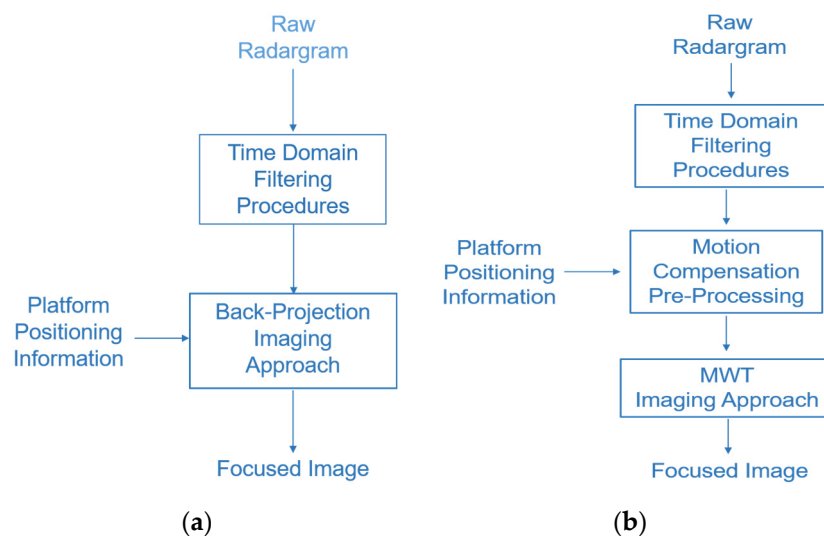 Raw
Radargram
Time Domain
Filtering
Procedures
Platform
Positioning
Information
Back-Projection
Imaging
Approach
Focused Image
(a)
Raw
Radargram
Time Domain
Filtering
Procedures
Platform
Positioning
Information
Motion
Compensation
Pre-Processing
MWT
Imaging Approach
Focused Image
(b)